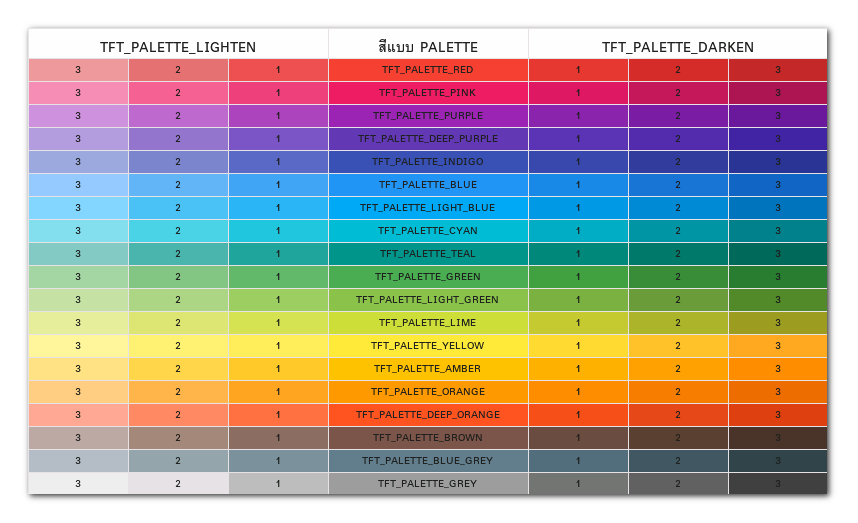 TFT_PALETTE_LIGHTEN สีแบบ PALETTE TFT_PALETTE_DARKEN
3 2 1 TFT_PALETTE_RED 1 2 3
3 2 1 TFT_PALETTE_PINK 1 2 3
3 2 1 TFT_PALETTE_PURPLE 1 2 3
3 2 1 TFT_PALETTE_DEEP_PURPLE 1 2 3
3 2 1 TFT_PALETTE_INDIGO 1 2 3
3 2 1 TFT_PALETTE_BLUE 1 2 3
3 2 1 TFT_PALETTE_LIGHT_BLUE 1 2 3
3 2 1 TFT_PALETTE_CYAN 1 2 3
3 2 1 TFT_PALETTE_TEAL 1 2 3
3 2 1 TFT_PALETTE_GREEN 1 2 3
3 2 1 TFT_PALETTE_LIGHT_GREEN 1 2 3
3 2 1 TFT_PALETTE_LIME 1 2 3
3 2 1 TFT_PALETTE_YELLOW 1 2 3
3 2 1 TFT_PALETTE_AMBER 1 2 3
3 2 1 TFT_PALETTE_ORANGE 1 2 3
3 2 1 TFT_PALETTE_DEEP_ORANGE 1 2 3
3 2 1 TFT_PALETTE_BROWN 1 2 3
3 2 1 TFT_PALETTE_BLUE_GREY 1 2 3
3 2 1 TFT_PALETTE_GREY 1 2 3